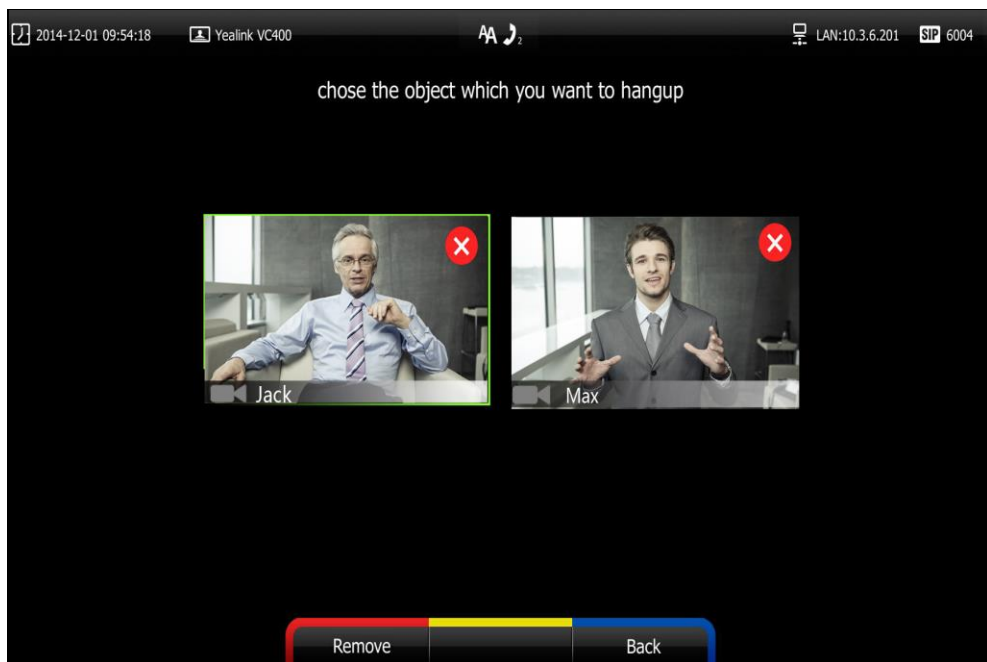 2014-12-01 09:54:18 Yealink VC400 AA 2 LAN:10.3.6.201 SIP 6004
chose the object which you want to hangup
Jack Max
Remove Back